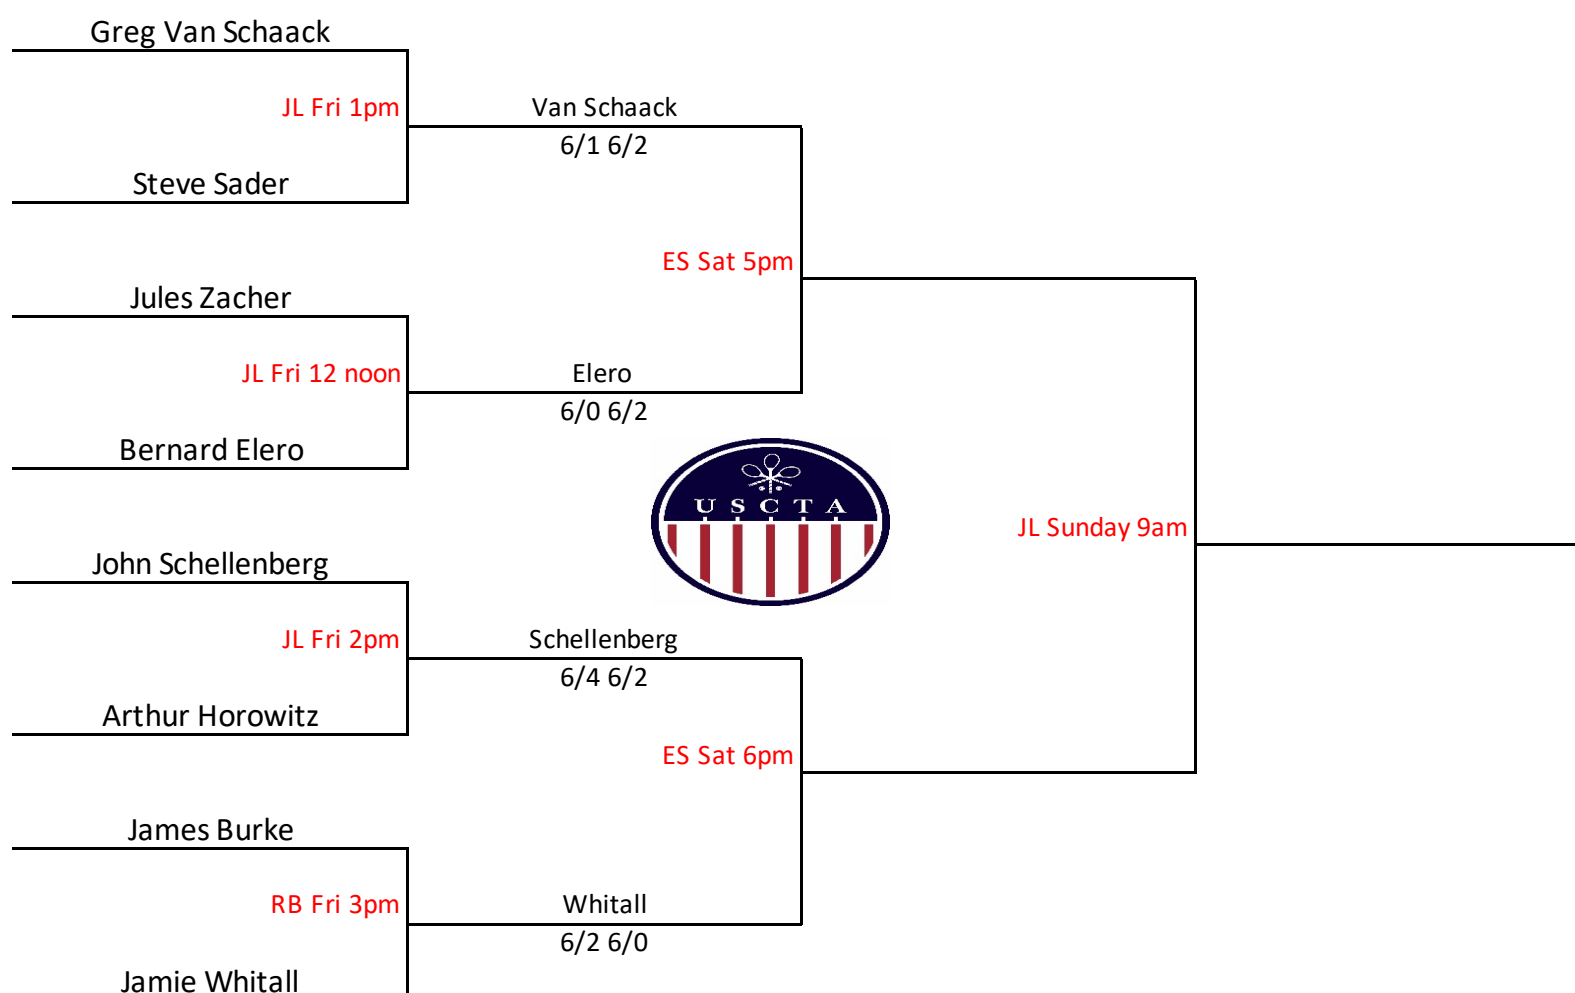 Greg Van Schaack
JL Fri 1pm
Van Schaack
6/1 6/2
Steve Sader
ES Sat 5pm
Jules Zacher
JL Fri 12 noon
Elero
6/0 6/2
Bernard Elero
U S C T A
JL Sunday 9am
John Schellenberg
JL Fri 2pm
Schellenberg
6/4 6/2
Arthur Horowitz
ES Sat 6pm
James Burke
RB Fri 3pm
Whitall
6/2 6/0
Jamie Whitall